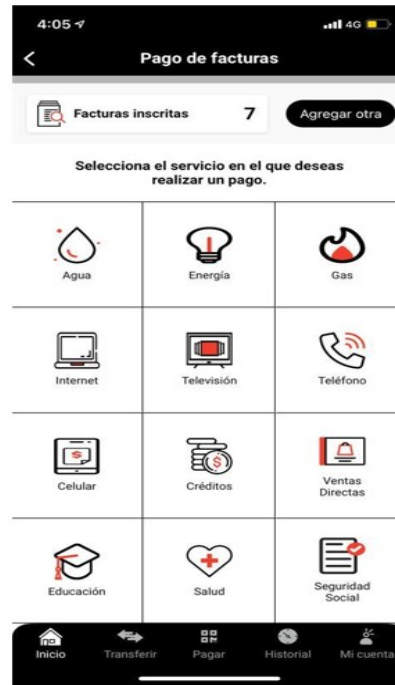 4:05
4G
Pago de facturas
Facturas inscritas 7 Agregar otra
Selecciona el servicio en el que deseas
realizar un pago.
Agua Energía Gas
Internet Televisión Teléfono
Celular Créditos Ventas
Directas
Educación Salud Seguridad
Social
Inicio Transferir Pagar Historial Mi cuenta